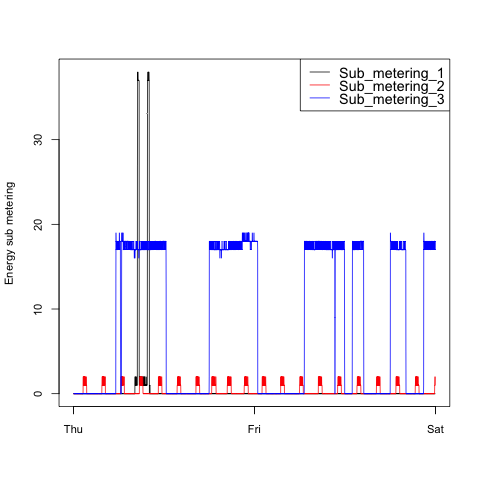 Sub_metering_1
Sub_metering_2
Sub_metering_3
Energy sub metering
30
20
10
0
Thu
Fri
Sat